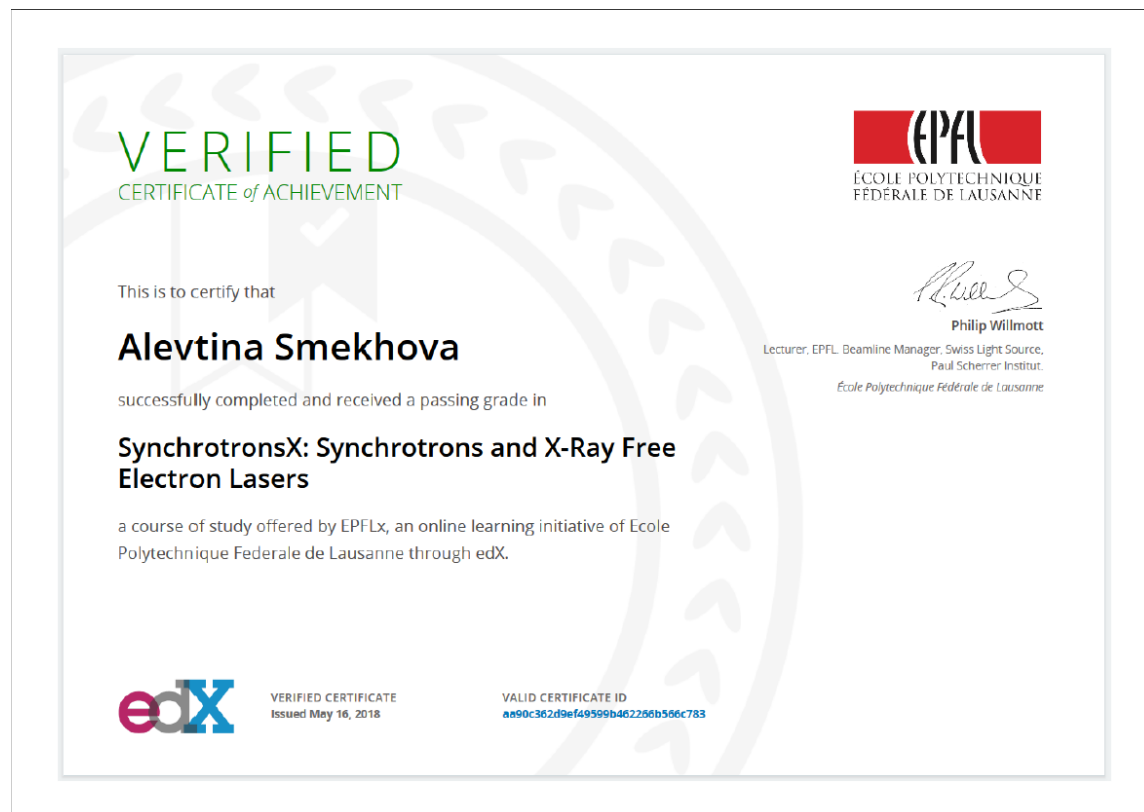 VERIFIED
CERTIFICATE of ACHIEVEMENT
EPFL
ÉCOLE POLYTECHNIQUE
FÉDÉRALE DE LAUSANNE
This is to certify that
Alevtina Smekhova
successfully completed and received a passing grade in
SynchrotronsX: Synchrotrons and X-Ray Free
Electron Lasers
a course of study offered by EPFLx, an online learning initiative of Ecole
Polytechnique Federale de Lausanne through edX.
P.R.Willmott
Philip Willmott
Lecturer, EPFL. Beamline Manager, Swiss Light Source,
Paul Scherrer Institut.
École Polytechnique Fédérale de Lausanne
edX
VERIFIED CERTIFICATE
Issued May 16, 2018
VALID CERTIFICATE ID
aa90c362d9ef49599b462266b566c783